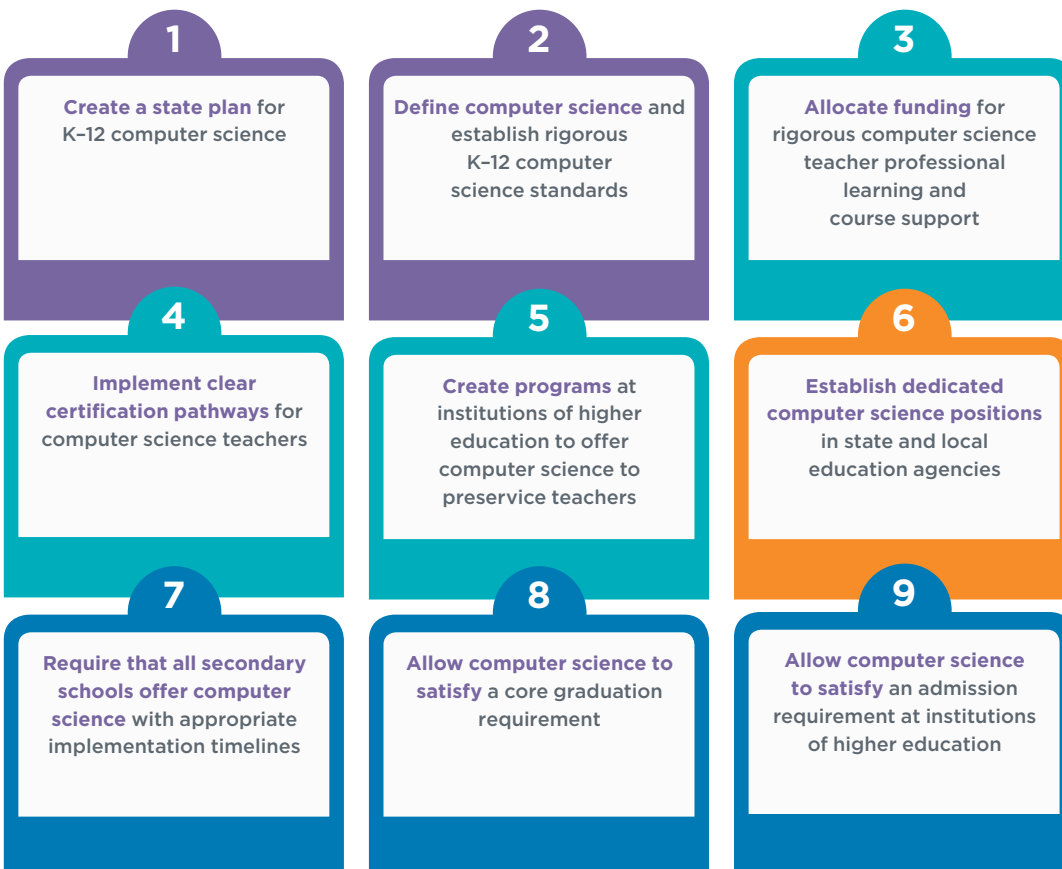 1
Create a state plan for
K–12 computer science
2
Define computer science and
establish rigorous
K–12 computer
science standards
3
Allocate funding for
rigorous computer science
teacher professional
learning and
course support
4
Implement clear
certification pathways for
computer science teachers
5
Create programs at
institutions of higher
education to offer
computer science to
preservice teachers
6
Establish dedicated
computer science positions
in state and local
education agencies
7
Require that all secondary
schools offer computer
science with appropriate
implementation timelines
8
Allow computer science to
satisfy a core graduation
requirement
9
Allow computer science
to satisfy an admission
requirement at institutions
of higher education